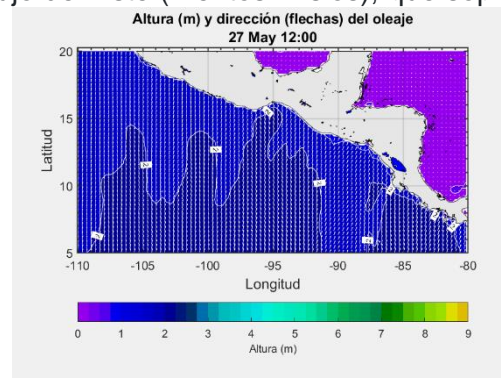 Altura (m) y dirección (flechas) del oleaje
27 May 12:00
20
15
10
5
Latitud
-110 -105 -100 -95 -90 -85 -80
Longitud
0 1 2 3 4 5 6 7 8 9
Altura (m)